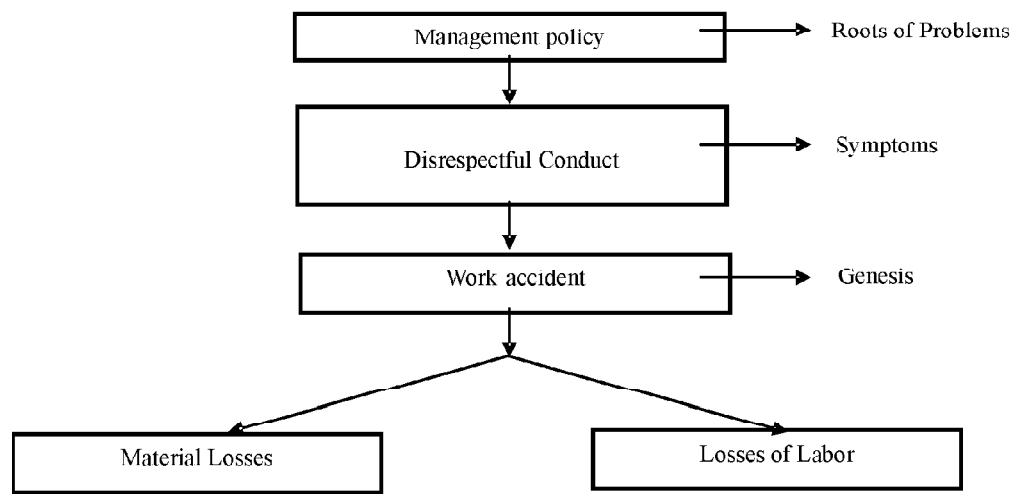 Management policy
Roots of Problems
Disrespectful Conduct
Symptoms
Work accident
Genesis
Material Losses
Losses of Labor